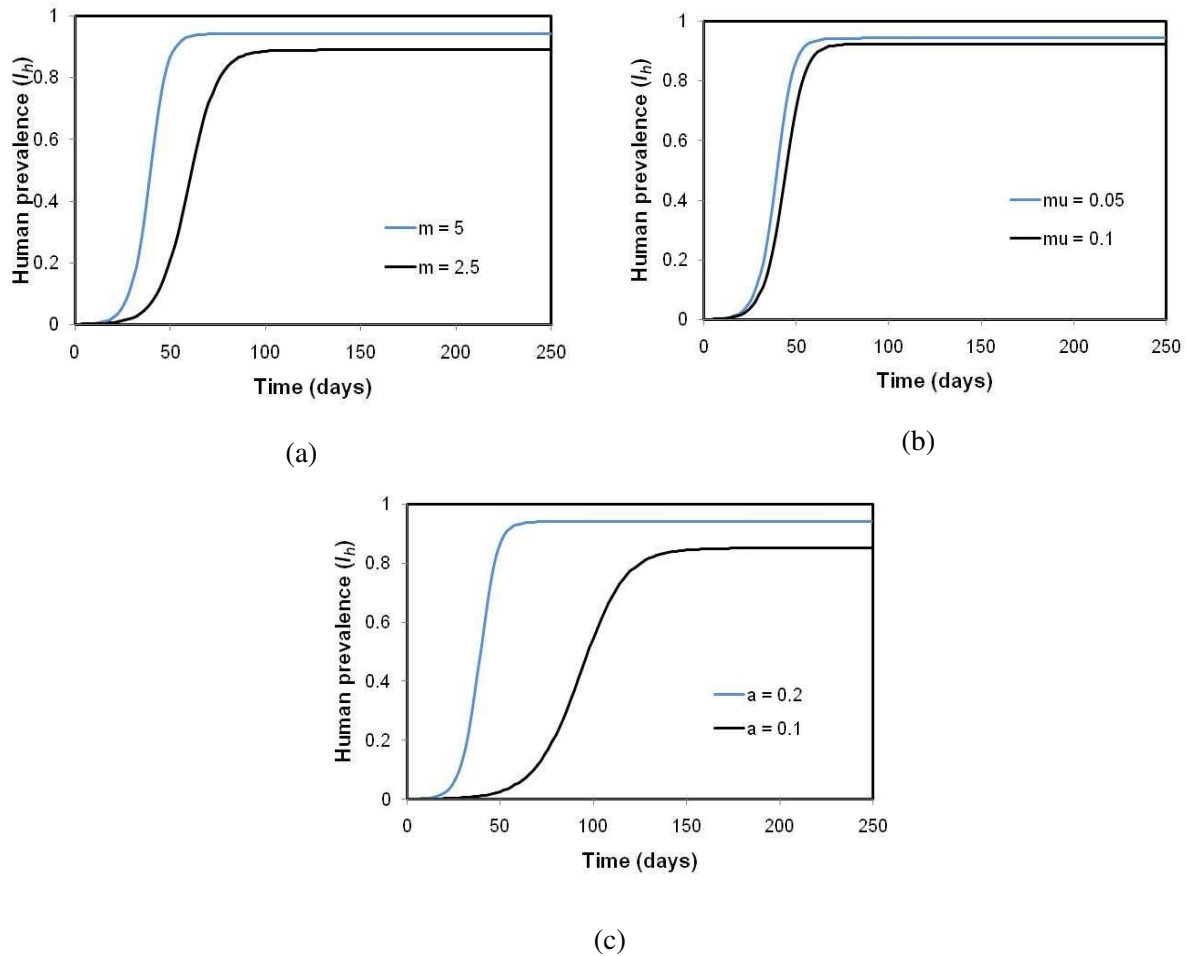 1
0.8
0.6
0.4
0.2
0
Human prevalence (Ih)
0 50 100 150 200 250
Time (days)
m = 5
m = 2.5
(a)
1
0.8
0.6
0.4
0.2
0
Human prevalence (Ih)
0 50 100 150 200 250
Time (days)
mu = 0.05
mu = 0.1
(b)
1
0.8
0.6
0.4
0.2
0
Human prevalence (Ih)
0 50 100 150 200 250
Time (days)
a = 0.2
a = 0.1
(c)